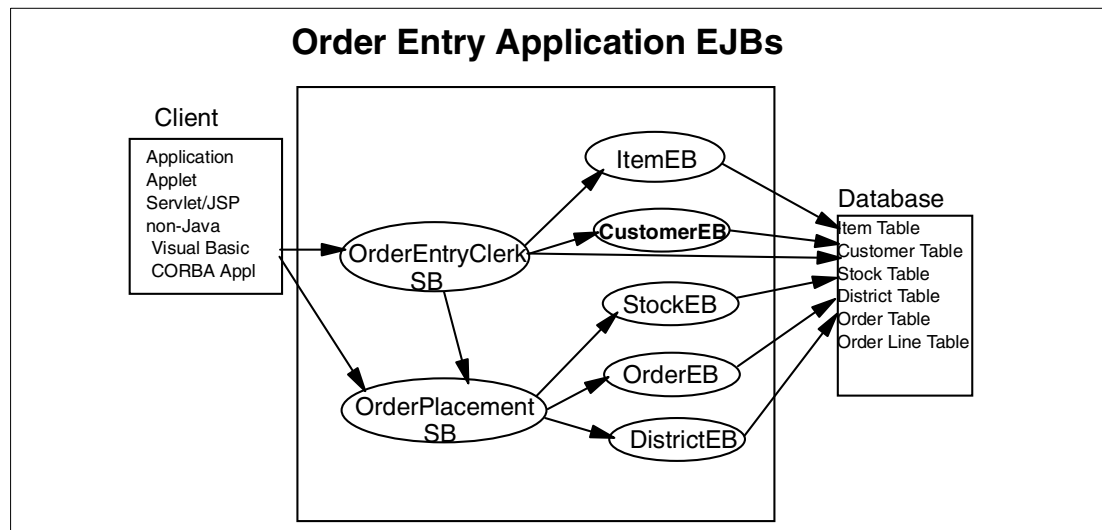 Order Entry Application EJBs
Client
Application
Applet
Servlet/JSP
non-Java
Visual Basic
CORBA Appl
OrderEntryClerk
SB
OrderPlacement
SB
ItemEB
CustomerEB
StockEB
OrderEB
DistrictEB
Database
Item Table
Customer Table
Stock Table
District Table
Order Table
Order Line Table